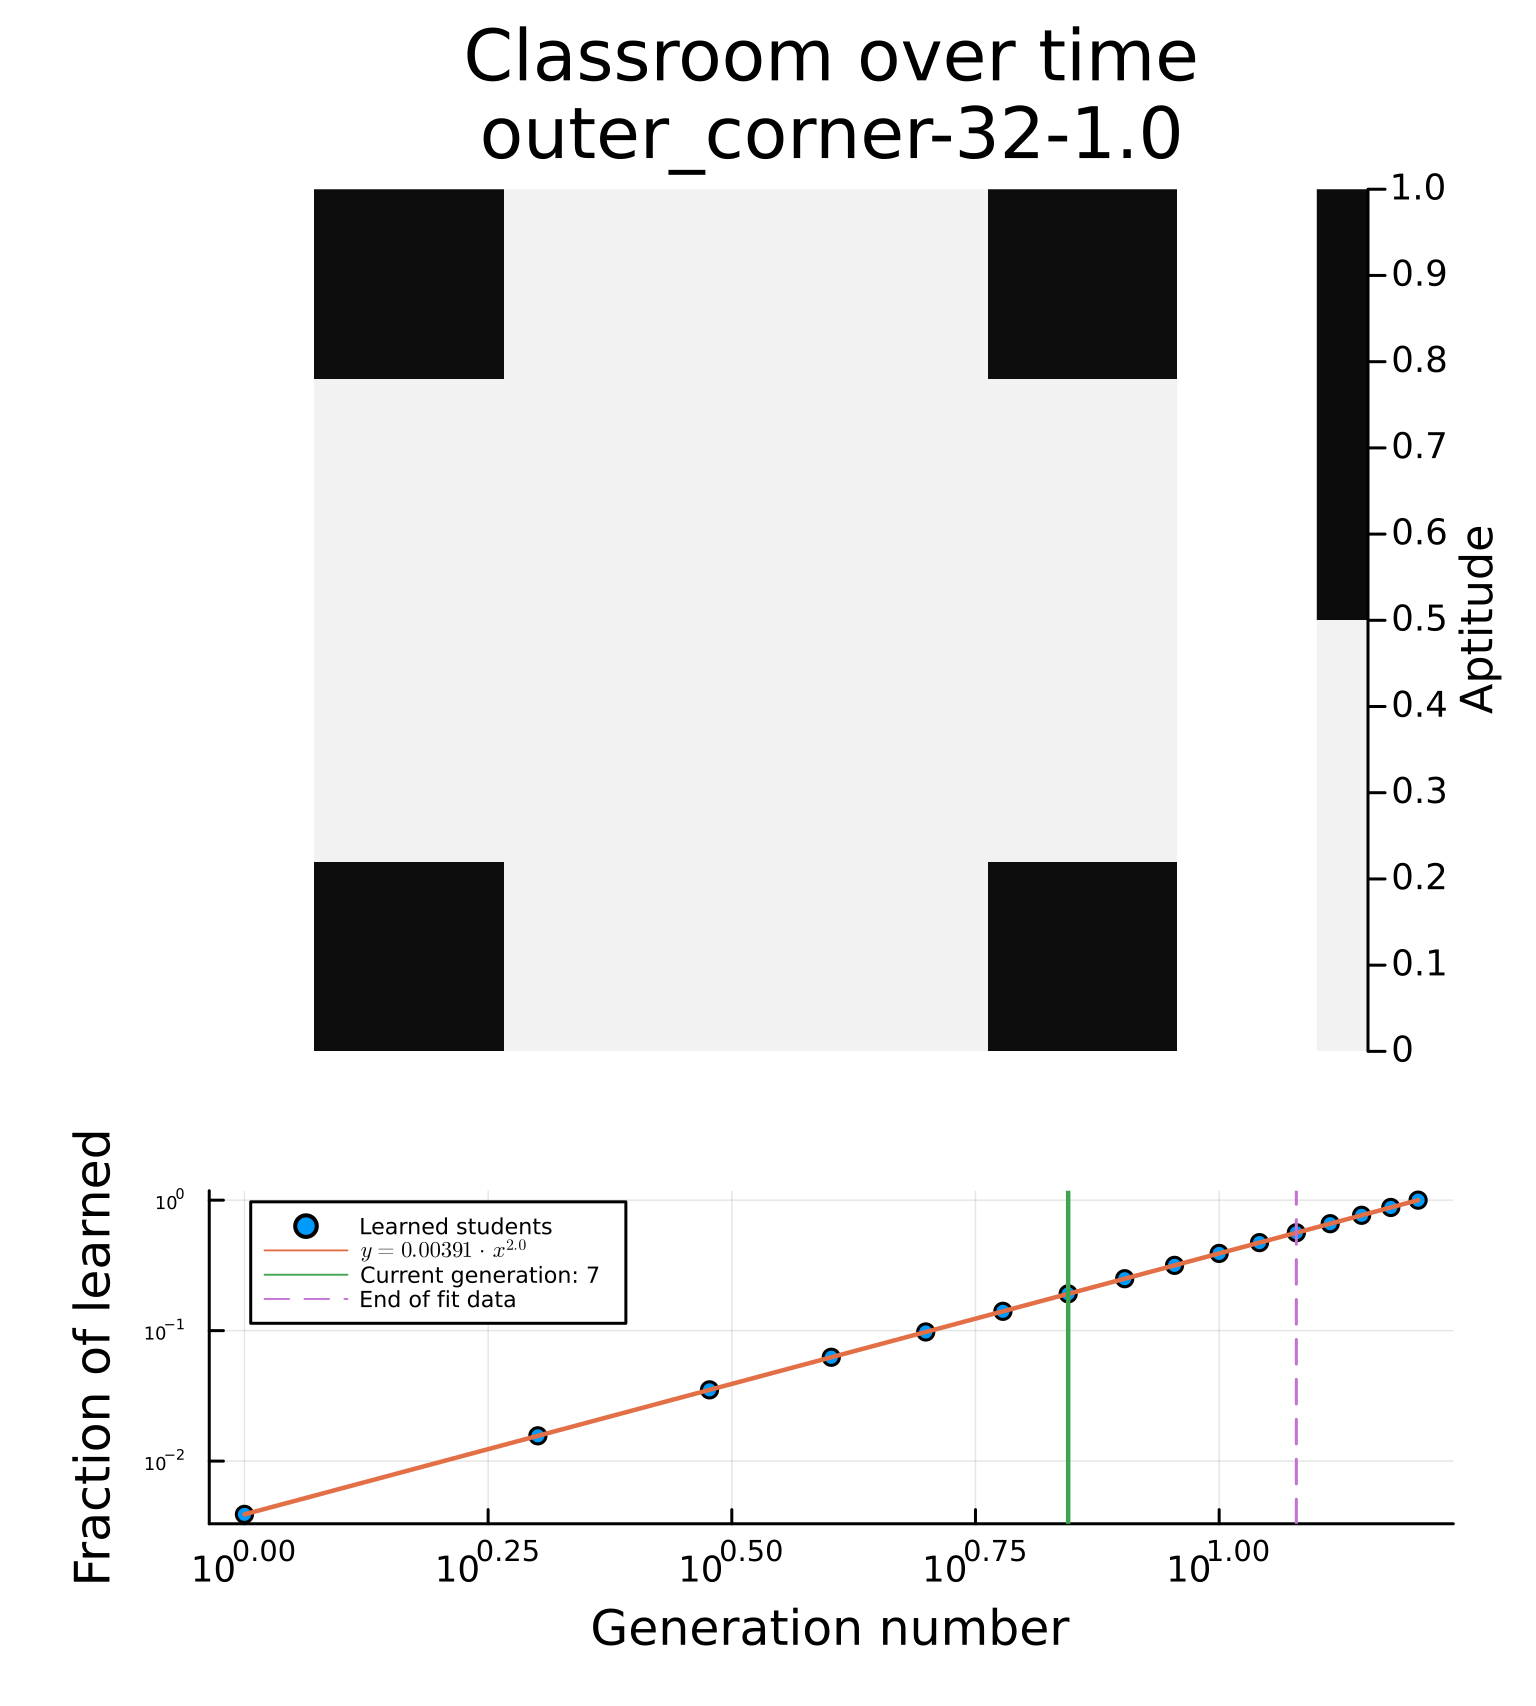 Classroom over time
outer_corner-32-1.0
1.0
0.9
0.8
0.7
0.6
0.5
0.4
0.3
0.2
0.1
0
Aptitude
Fraction of learned
10⁰
10⁻¹
10⁻²
Learned students
y = 0.00391 · x^{2.0}
Current generation: 7
End of fit data
10^{0.00} 10^{0.25} 10^{0.50} 10^{0.75} 10^{1.00}
Generation number